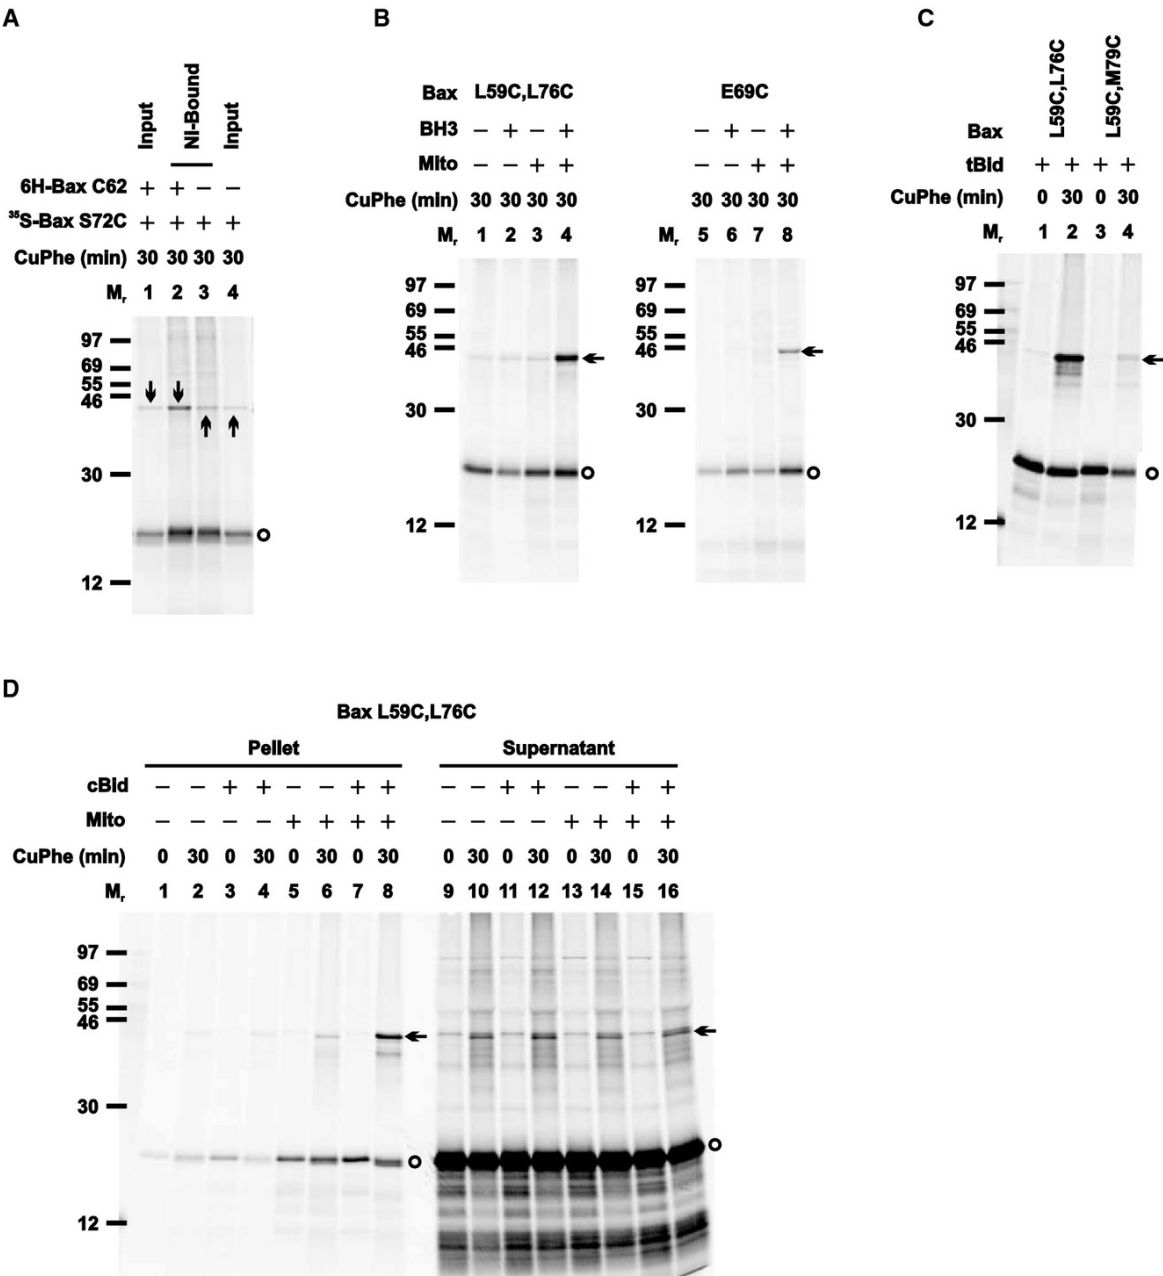 A
Input
Ni-Bound
Input
6H-Bax C62 + + − −
³⁵S-Bax S72C + + + +
CuPhe (min) 30 30 30 30
Mr 1 2 3 4
97
69
55
46
30
12
B
Bax L59C,L76C E69C
BH3 − + − + − + − +
Mito − − + + − − + +
CuPhe (min) 30 30 30 30 30 30 30 30
Mr 1 2 3 4 Mr 5 6 7 8
97 97
69 69
55 55
46 46
30 30
12 12
C
L59C,L76C
L59C,M79C
Bax
tBid + + + +
CuPhe (min) 0 30 0 30
Mr 1 2 3 4
97
69
55
46
30
12
D
Bax L59C,L76C
Pellet Supernatant
cBid − − + + − − + + − − + + − − + +
Mito − − − − + + + + − − − − + + + +
CuPhe (min) 0 30 0 30 0 30 0 30 0 30 0 30 0 30 0 30
Mr 1 2 3 4 5 6 7 8 9 10 11 12 13 14 15 16
97
69
55
46
30
12